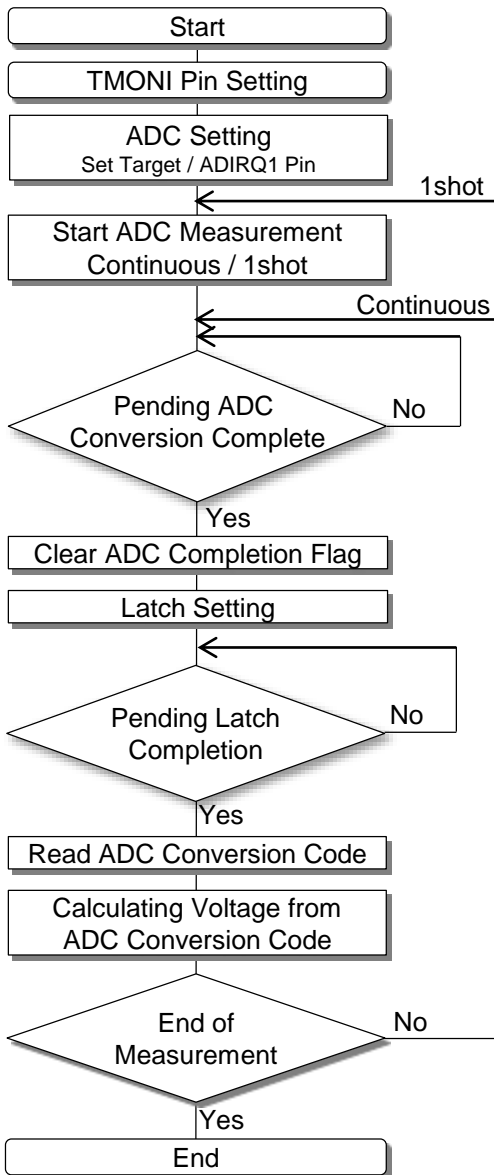 Start
TMONI Pin Setting
ADC Setting
Set Target / ADIRQ1 Pin
1shot
Start ADC Measurement
Continuous / 1shot
Continuous
Pending ADC
Conversion Complete
No
Yes
Clear ADC Completion Flag
Latch Setting
Pending Latch
Completion
No
Yes
Read ADC Conversion Code
Calculating Voltage from
ADC Conversion Code
End of
Measurement
No
Yes
End